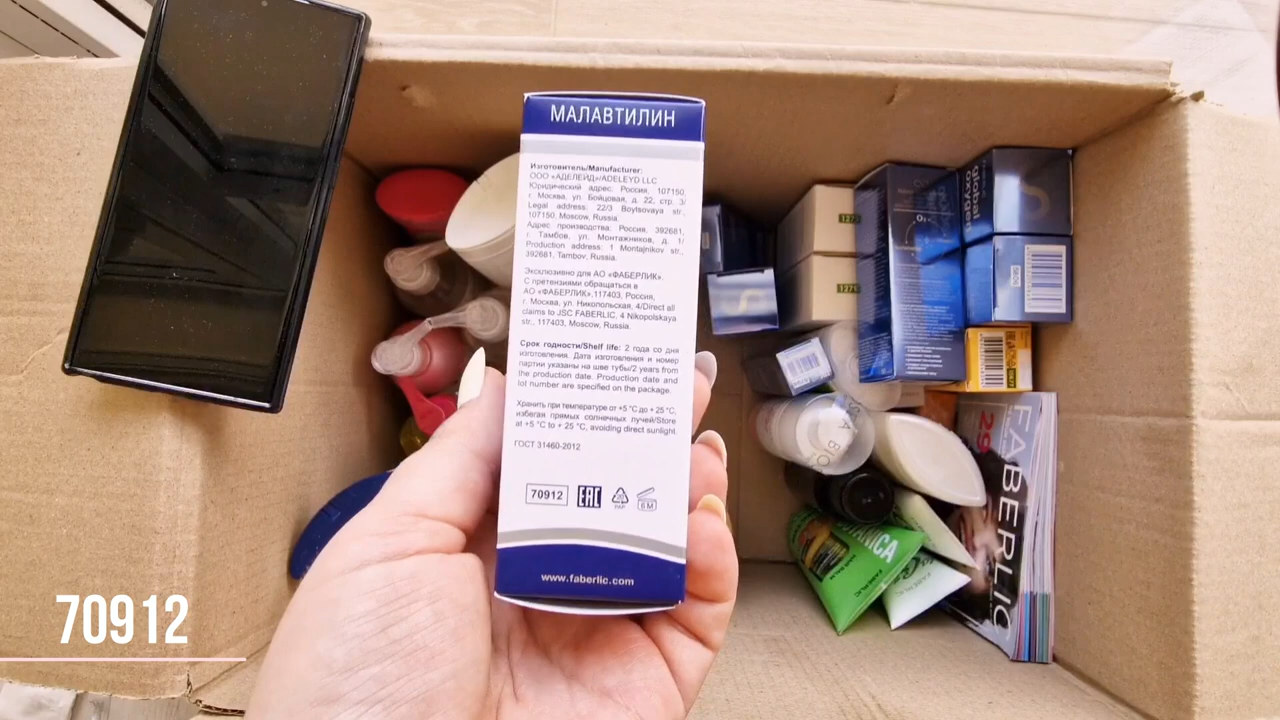 МАЛАВТИЛИН
Изготовитель/Manufacturer:
ООО «АДЕЛЕЙД»/ADELEYD LLC
Юридический адрес: Россия, 107150,
г. Москва, ул. Бойцовая, д. 22, стр. 3/
Legal address: 22/3 Boytsovaya str.,
107150, Moscow, Russia.
Адрес производства: Россия, 392681,
г. Тамбов, ул. Монтажников, д. 1/
Production address: 1 Montajnikov str.,
392681, Tambov, Russia.
Эксклюзивно для АО «ФАБЕРЛИК».
С претензиями обращаться в
АО «ФАБЕРЛИК»,117403, Россия,
г. Москва, ул. Никопольская, 4/Direct all
claims to JSC FABERLIC, 4 Nikopolskaya
str., 117403, Moscow, Russia.
Срок годности/Shelf life: 2 года со дня
изготовления. Дата изготовления и номер
партии указаны на шве тубы/2 years from
the production date. Production date and
lot number are specified on the package.
Хранить при температуре от +5 °C до + 25 °C,
избегая прямых солнечных лучей/Store
at +5 °C to + 25 °C, avoiding direct sunlight.
ГОСТ 31460-2012
70912
EAC
PAP
6 M
www.faberlic.com
70912
global
oxygen
FABERLIC